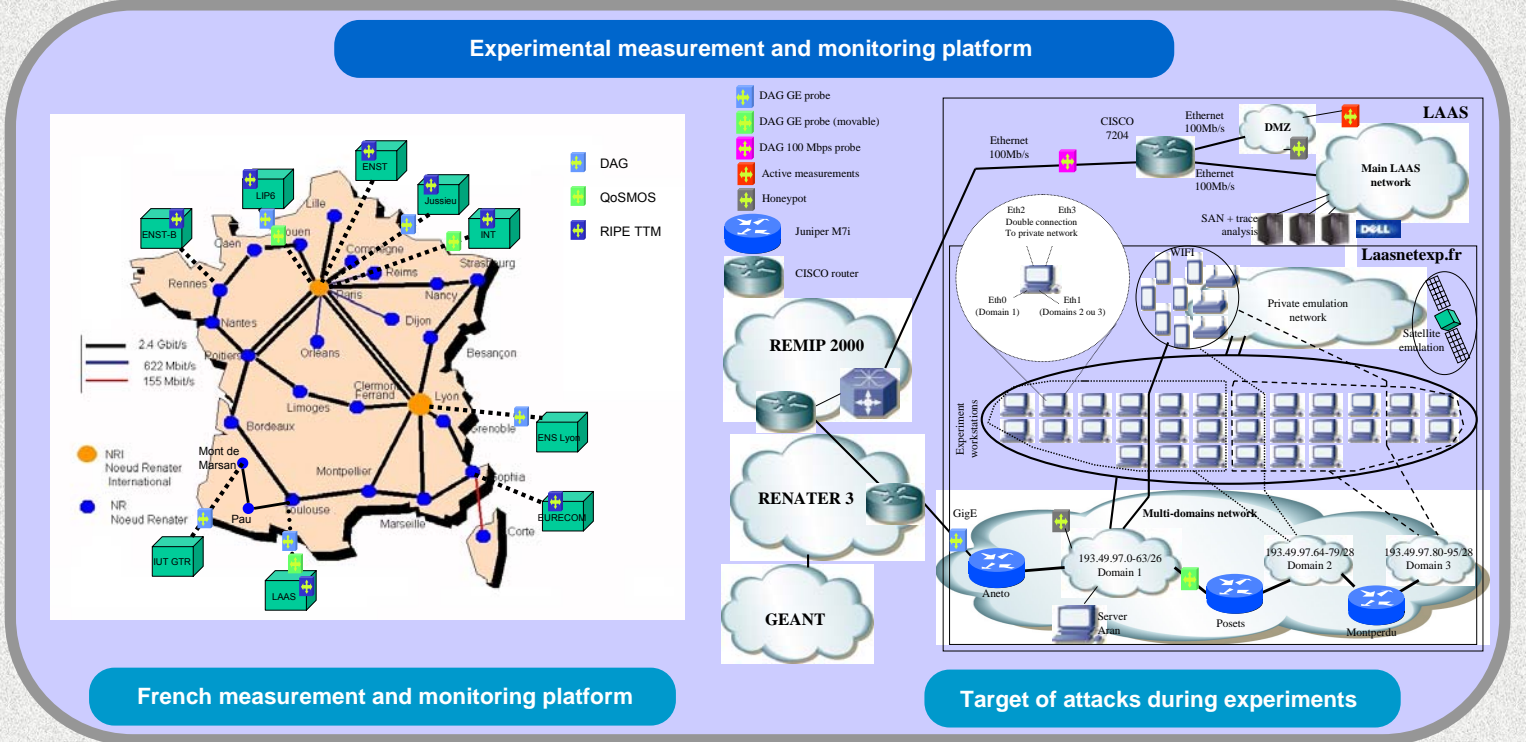 Experimental measurement and monitoring platform
ENST
LIP6
Jussieu
ENST-B
INT
DAG
QoSMOS
RIPE TTM
Lille
Rouen
Caen
Compiegne
Reims
Strasbourg
Rennes
Paris
Nancy
Nantes
Dijon
Orléans
Besançon
Poitiers
2.4 Gbit/s
622 Mbit/s
155 Mbit/s
Limoges
Clermont
Ferrand
Lyon
Grenoble
ENS Lyon
Bordeaux
NRI
Noeud Renater
International
Mont de
Marsan
Montpellier
Sophia
NR
Noeud Renater
Pau
Toulouse
Marseille
EURECOM
Corte
IUT GTR
LAAS
French measurement and monitoring platform
DAG GE probe
DAG GE probe (movable)
DAG 100 Mbps probe
Active measurements
Honeypot
Juniper M7i
CISCO router
REMIP 2000
RENATER 3
GEANT
LAAS
Ethernet
100Mb/s
CISCO
7204
Ethernet
100Mb/s
DMZ
Ethernet
100Mb/s
Main LAAS
network
SAN + trace
analysis
DELL
Laasnetexp.fr
Eth2
Eth3
Double connection
To private network
Eth0
(Domain 1)
Eth1
(Domains 2 ou 3)
WIFI
Private emulation
network
Satellite
emulation
Experiment
workstations
Multi-domains network
GigE
193.49.97.0-63/26
Domain 1
193.49.97.64-79/28
Domain 2
193.49.97.80-95/28
Domain 3
Aneto
Server
Aran
Posets
Montperdu
Target of attacks during experiments